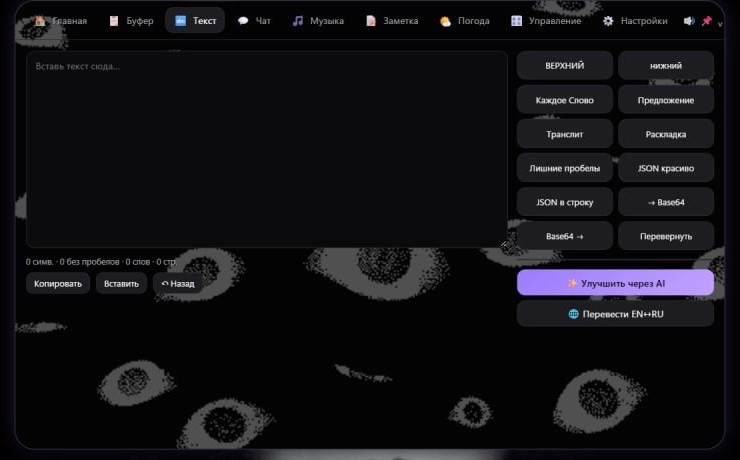 Главная Буфер Текст Чат Музыка Заметка Погода Управление Настройки v
Вставь текст сюда...
ВЕРХНИЙ нижний
Каждое Слово Предложение
Транслит Раскладка
Лишние пробелы JSON красиво
JSON в строку → Base64
Base64 → Перевернуть
0 симв. · 0 без пробелов · 0 слов · 0 стр.
Копировать Вставить ↶ Назад
Улучшить через AI
Перевести EN↔RU